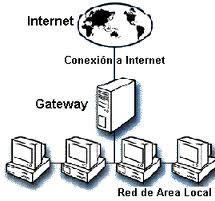 Internet
Conexión a Internet
Gateway
Red de Area Local